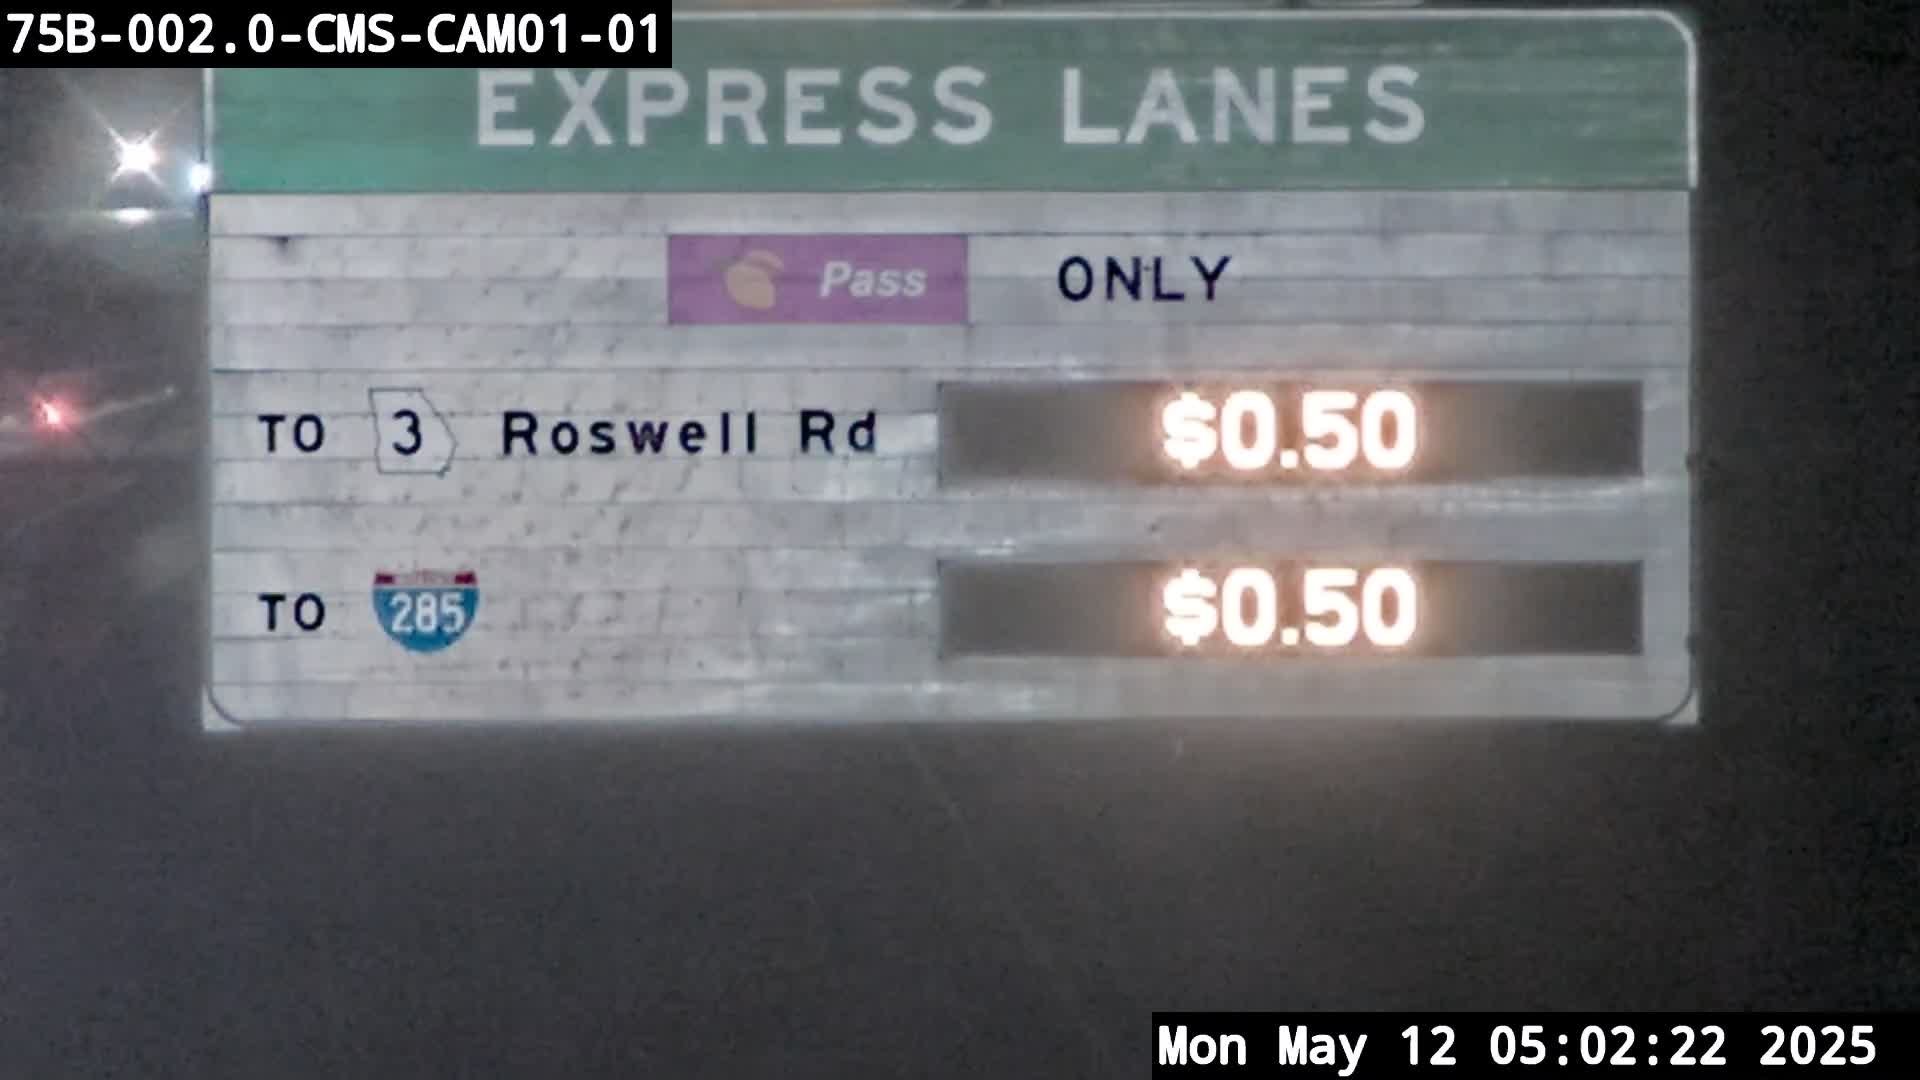 75B-002.0-CMS-CAM01-01
EXPRESS LANES
Pass ONLY
TO 3 Roswell Rd $0.50
TO 285 $0.50
Mon May 12 05:02:22 2025